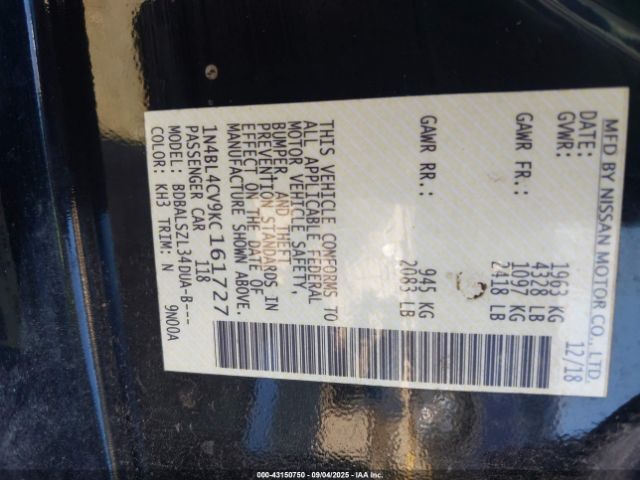 MFD BY NISSAN MOTOR CO., LTD.
DATE: 12/18
GVWR: 1963 KG
4328 LB
GAWR FR.: 1097 KG
2418 LB
GAWR RR.: 945 KG
2083 LB
THIS VEHICLE CONFORMS TO
ALL APPLICABLE FEDERAL
MOTOR VEHICLE SAFETY,
BUMPER, AND THEFT
PREVENTION STANDARDS IN
EFFECT ON THE DATE OF
MANUFACTURE SHOWN ABOVE.
1N4BL4CV9KC161727
PASSENGER CAR 118
MODEL: BDBALSZL34DUA-B---
COLOR: KH3 TRIM: N 9N00A
000-43150750 | 09/04/2025 - IAA, Inc.